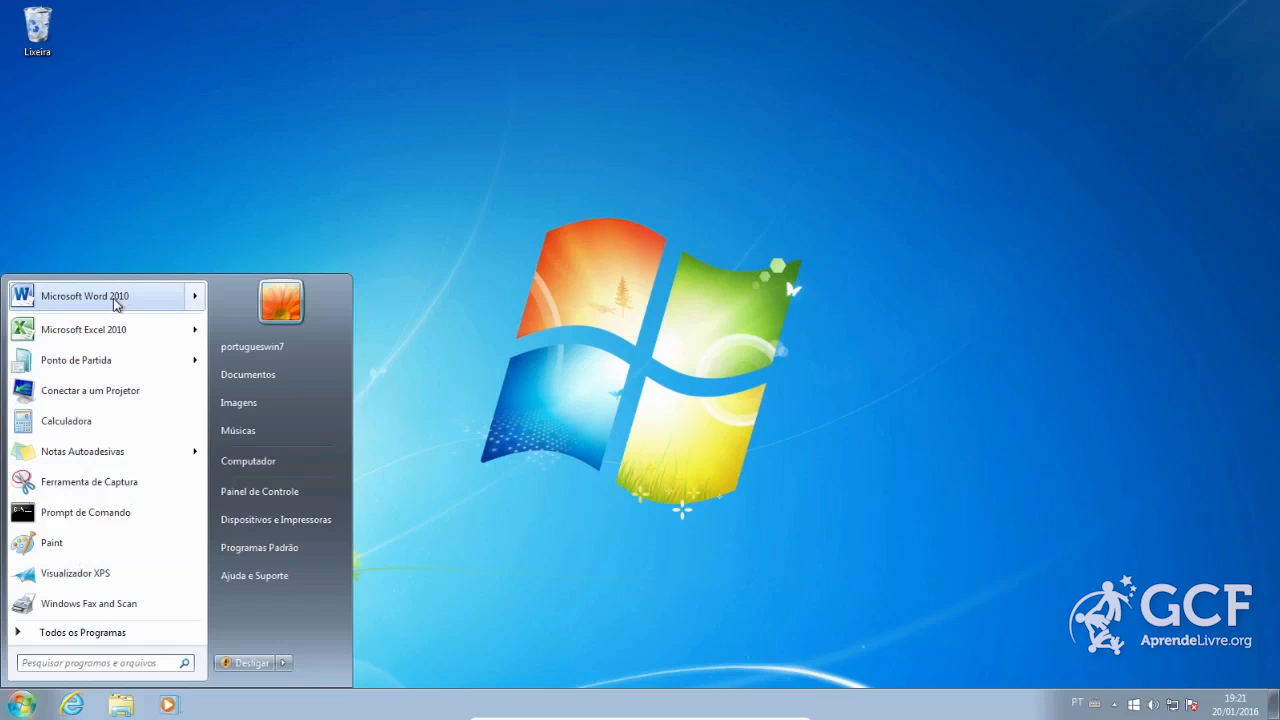 Lixeira
Microsoft Word 2010
Microsoft Excel 2010
Ponto de Partida
Conectar a um Projetor
Calculadora
Notas Autoadesivas
Ferramenta de Captura
Prompt de Comando
Paint
Visualizador XPS
Windows Fax and Scan
Todos os Programas
Pesquisar programas e arquivos
portugueswin7
Documentos
Imagens
Músicas
Computador
Painel de Controle
Dispositivos e Impressoras
Programas Padrão
Ajuda e Suporte
Desligar
GCF
AprendeLivre.org
PT
19:21
20/01/2016